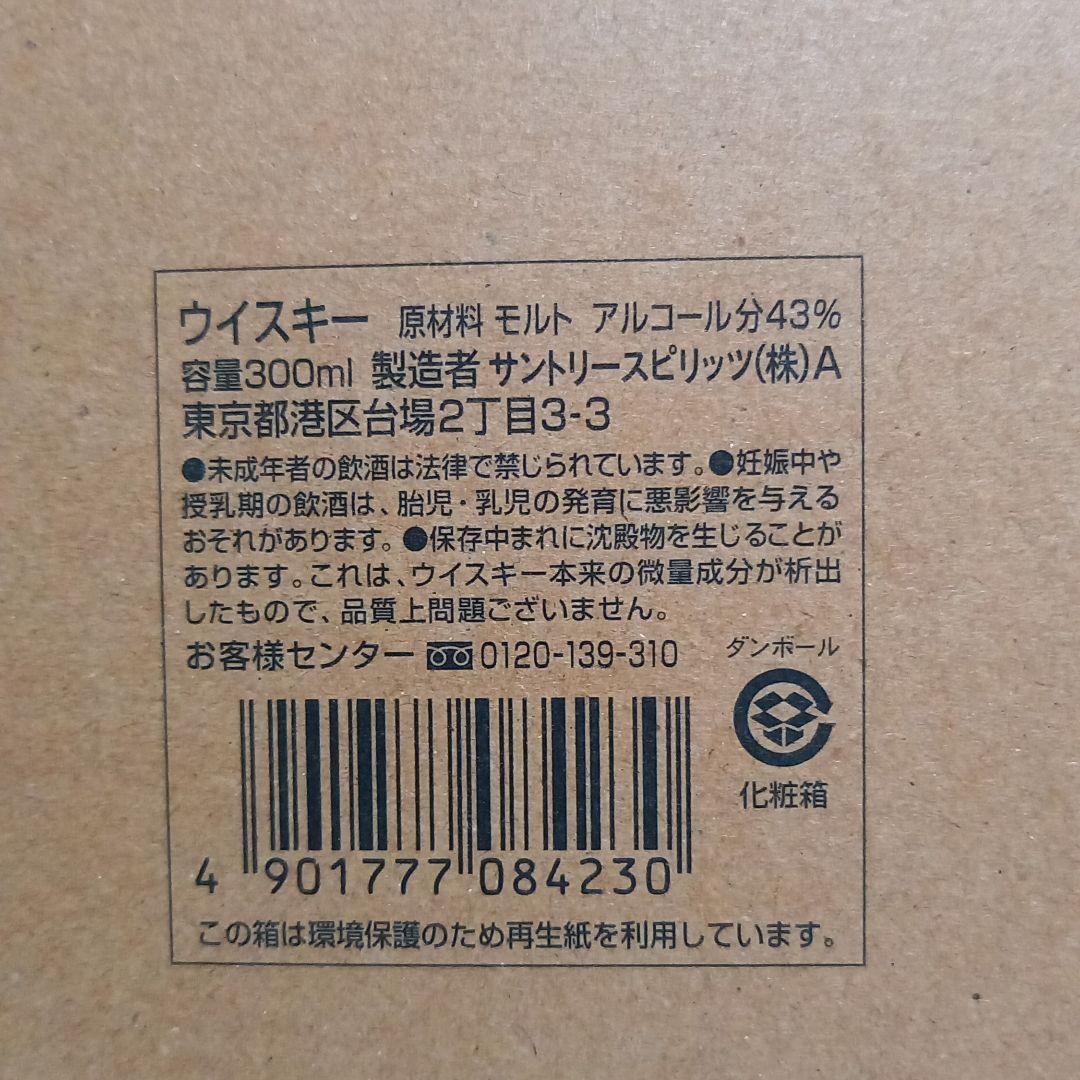 ウイスキー 原材料 モルト アルコール分43%
容量300ml 製造者 サントリースピリッツ(株)A
東京都港区台場2丁目3-3
●未成年者の飲酒は法律で禁じられています。●妊娠中や
授乳期の飲酒は、胎児・乳児の発育に悪影響を与える
おそれがあります。●保存中まれに沈殿物を生じることが
あります。これは、ウイスキー本来の微量成分が析出
したもので、品質上問題ございません。
お客様センター 0120-139-310
ダンボール
化粧箱
4 901777 084230
この箱は環境保護のため再生紙を利用しています。